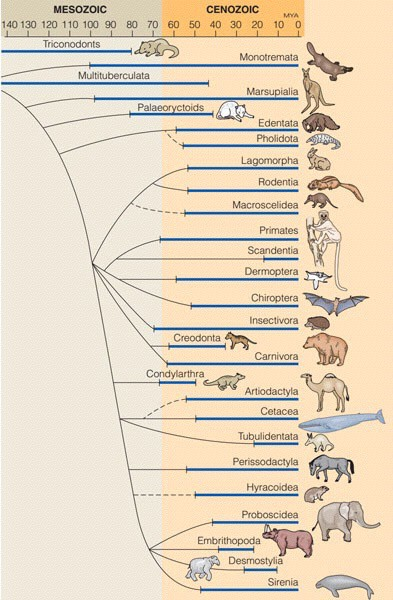 MESOZOIC CENOZOIC MYA
140 130 120 110 100 90 80 70 60 50 40 30 20 10 0
Triconodonts
Monotremata
Multituberculata
Marsupialia
Palaeoryctoids
Edentata
Pholidota
Lagomorpha
Rodentia
Macroscelidea
Primates
Scandentia
Dermoptera
Chiroptera
Insectivora
Creodonta
Carnivora
Condylarthra
Artiodactyla
Cetacea
Tubulidentata
Perissodactyla
Hyracoidea
Proboscidea
Embrithopoda
Desmostylia
Sirenia